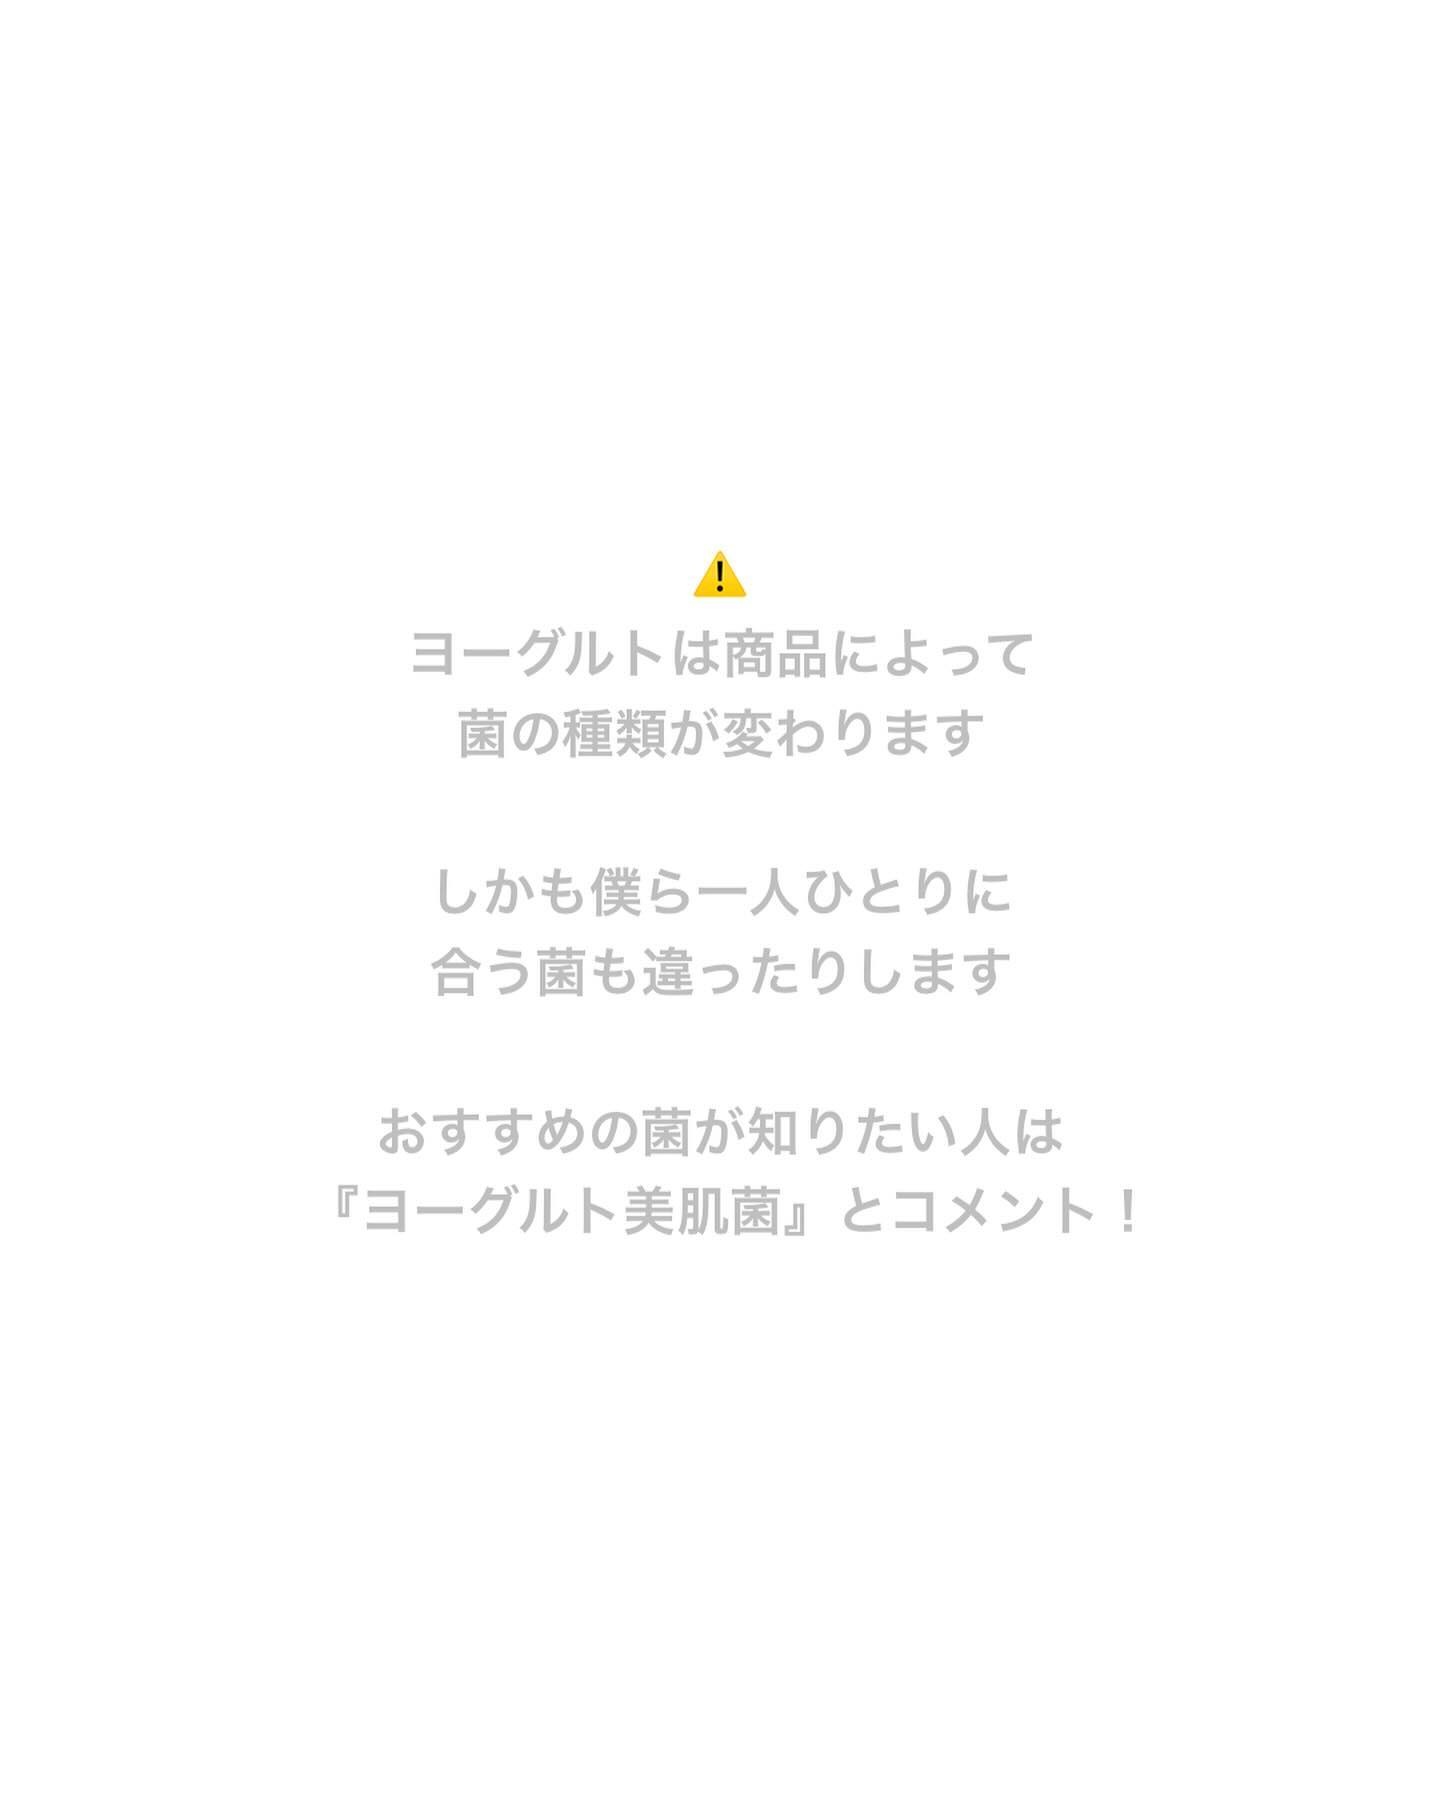 ⚠️
ヨーグルトは商品によって
菌の種類が変わります
しかも僕ら一人ひとりに
合う菌も違ったりします
おすすめの菌が知りたい人は
『ヨーグルト美肌菌』とコメント！